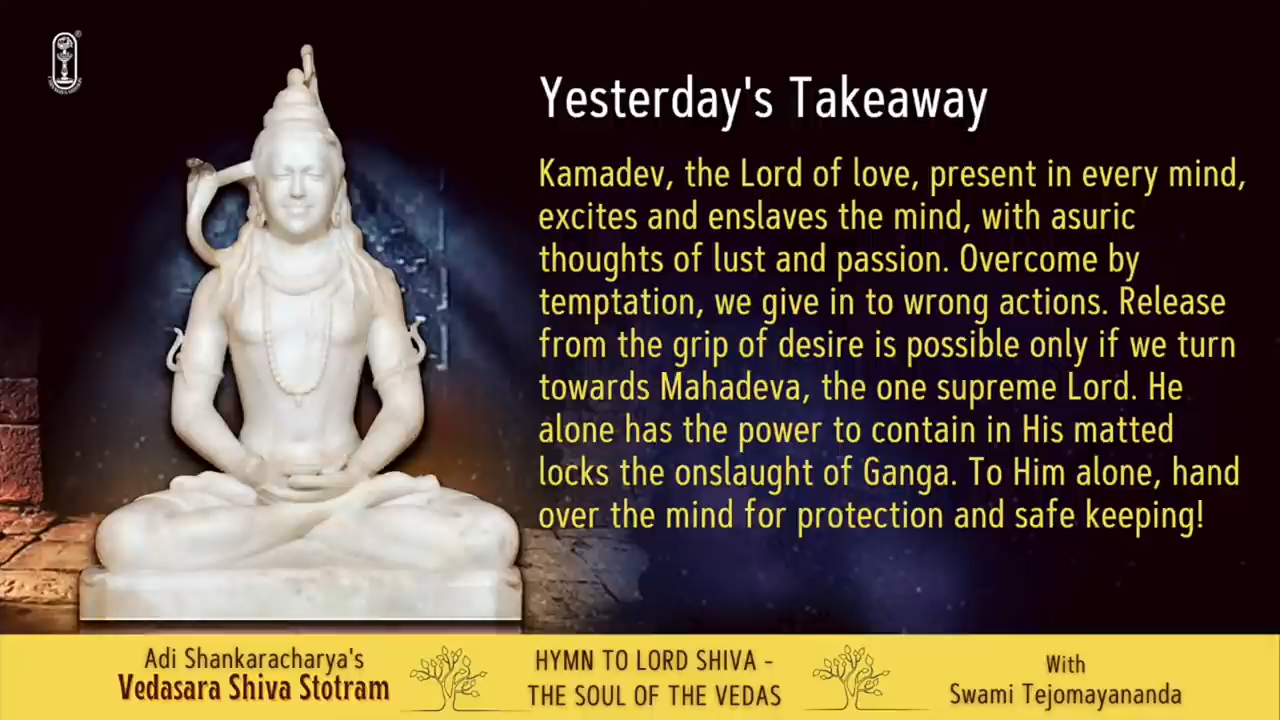 Yesterday's Takeaway
Kamadev, the Lord of love, present in every mind,
excites and enslaves the mind, with asuric
thoughts of lust and passion. Overcome by
temptation, we give in to wrong actions. Release
from the grip of desire is possible only if we turn
towards Mahadeva, the one supreme Lord. He
alone has the power to contain in His matted
locks the onslaught of Ganga. To Him alone, hand
over the mind for protection and safe keeping!
Adi Shankaracharya's
Vedasara Shiva Stotram
HYMN TO LORD SHIVA -
THE SOUL OF THE VEDAS
With
Swami Tejomayananda